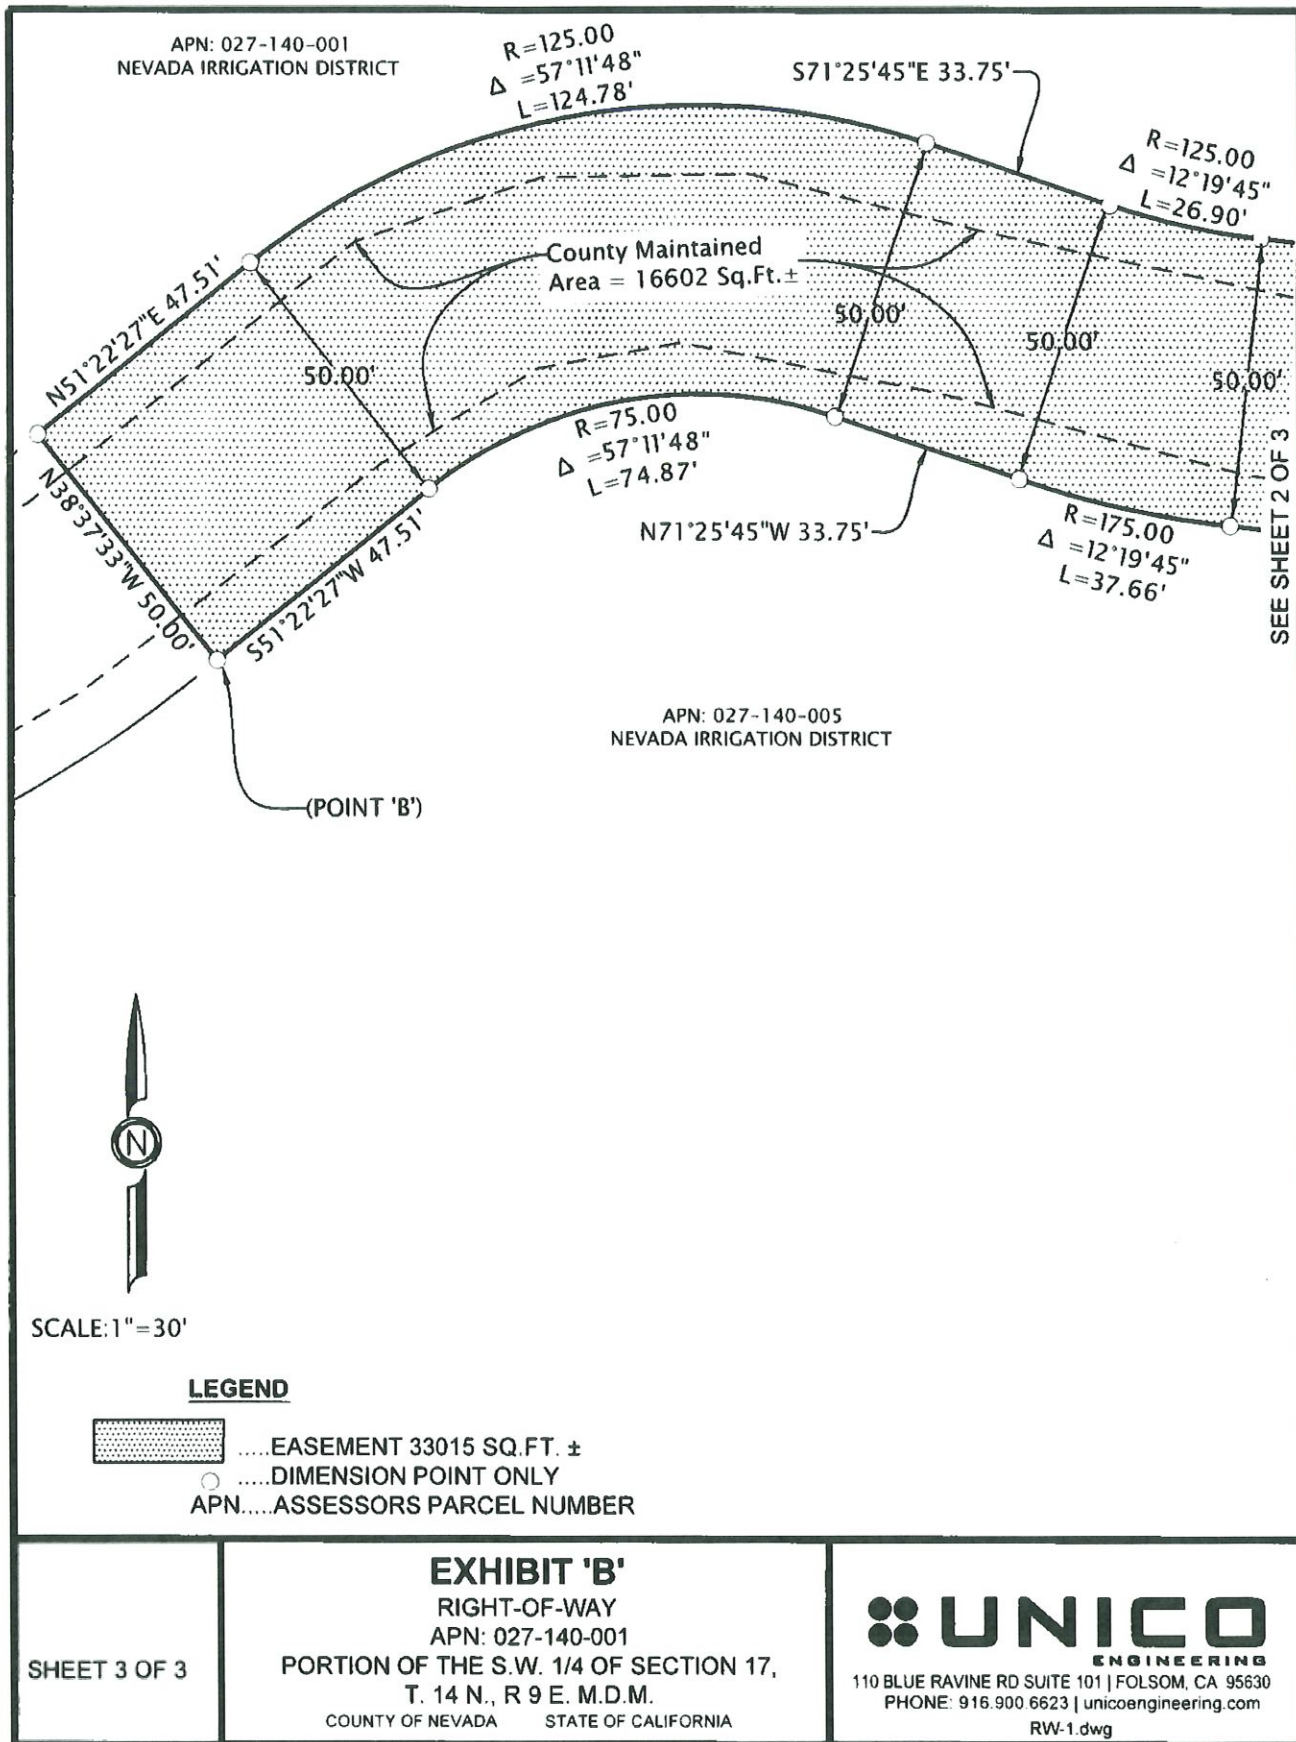 APN: 027-140-001
NEVADA IRRIGATION DISTRICT
R=125.00
Δ =57°11'48"
L=124.78'
S71°25'45"E 33.75'
R=125.00
Δ =12°19'45"
L=26.90'
County Maintained
Area = 16602 Sq.Ft.±
N51°22'27"E 47.51'
50.00'
50.00'
50.00'
50.00'
R=75.00
Δ =57°11'48"
L=74.87'
N38°37'33"W 50.00'
S51°22'27"W 47.51'
N71°25'45"W 33.75'
R=175.00
Δ =12°19'45"
L=37.66'
SEE SHEET 2 OF 3
APN: 027-140-005
NEVADA IRRIGATION DISTRICT
(POINT 'B')
N
SCALE:1"=30'
LEGEND
.....EASEMENT 33015 SQ.FT. ±
.....DIMENSION POINT ONLY
APN.....ASSESSORS PARCEL NUMBER
SHEET 3 OF 3
EXHIBIT 'B'
RIGHT-OF-WAY
APN: 027-140-001
PORTION OF THE S.W. 1/4 OF SECTION 17,
T. 14 N., R 9 E. M.D.M.
COUNTY OF NEVADA STATE OF CALIFORNIA
UNICO
ENGINEERING
110 BLUE RAVINE RD SUITE 101 | FOLSOM, CA 95630
PHONE: 916.900.6623 | unicoengineering.com
RW-1.dwg